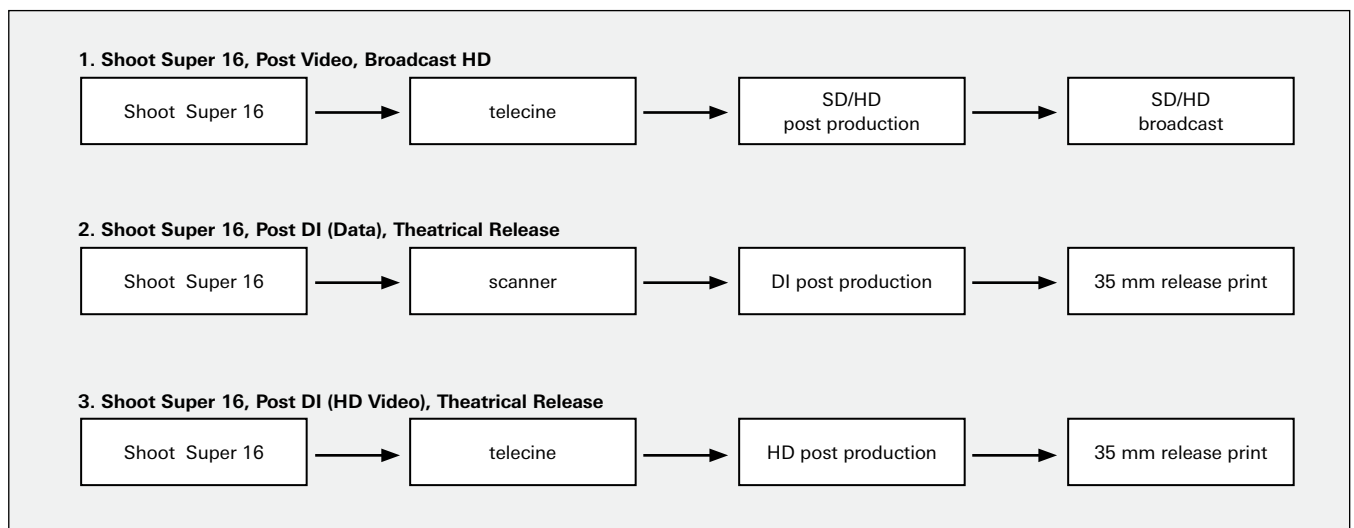 1. Shoot Super 16, Post Video, Broadcast HD
Shoot Super 16
telecine
SD/HD
post production
SD/HD
broadcast
2. Shoot Super 16, Post DI (Data), Theatrical Release
Shoot Super 16
scanner
DI post production
35 mm release print
3. Shoot Super 16, Post DI (HD Video), Theatrical Release
Shoot Super 16
telecine
HD post production
35 mm release print